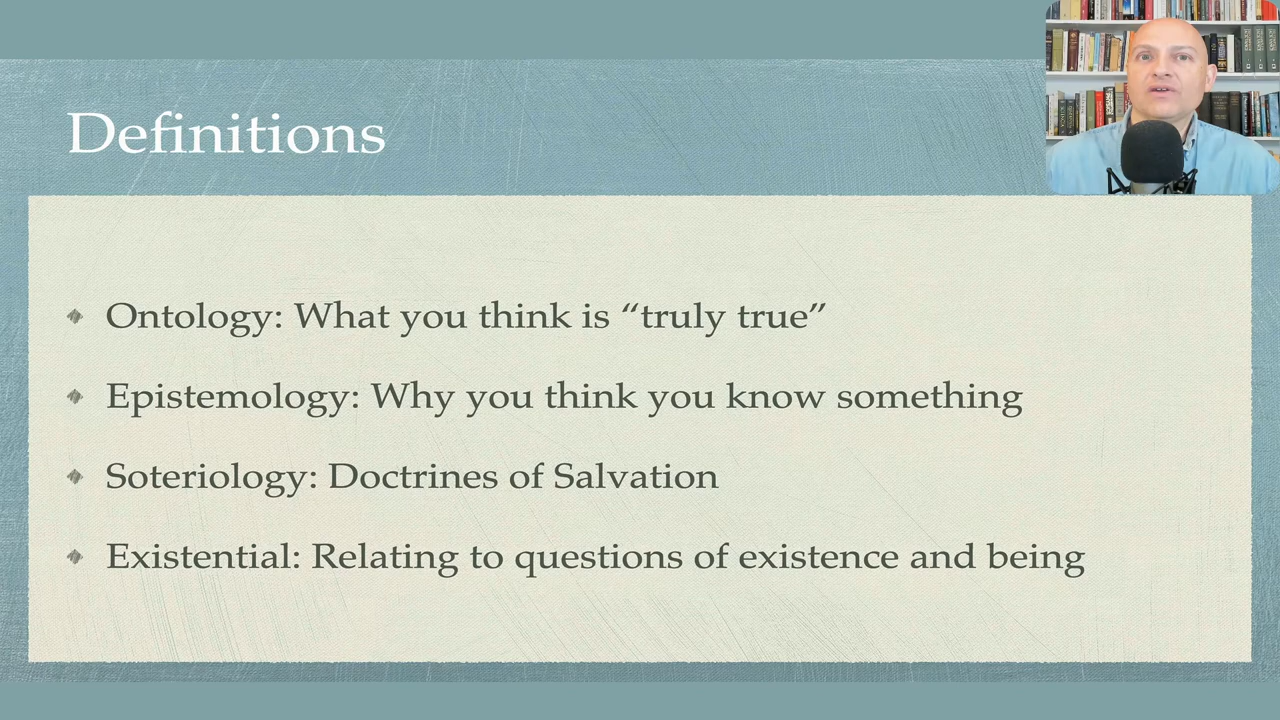 Definitions
Ontology: What you think is “truly true”
Epistemology: Why you think you know something
Soteriology: Doctrines of Salvation
Existential: Relating to questions of existence and being